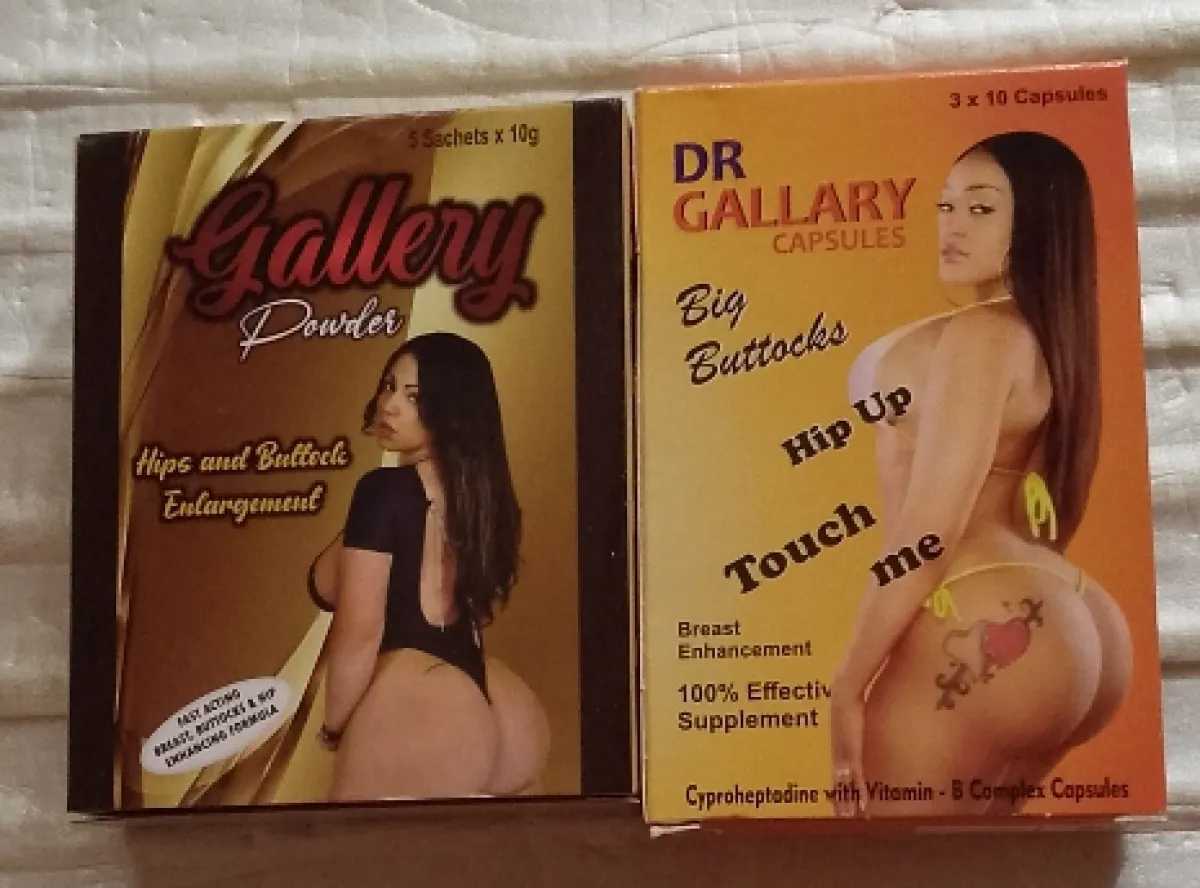 5 Sachets x 10g
Gallery
Powder
Hips and Buttock
Enlargement
FAST ACTING
BREAST, BUTTOCKS & HIP
ENHANCING FORMULA
3 x 10 Capsules
DR
GALLARY
CAPSULES
Big
Buttocks
Hip Up
Touch
me
Breast
Enhancement
100% Effectiv
Supplement
Cyproheptadine with Vitamin - B Complex Capsules